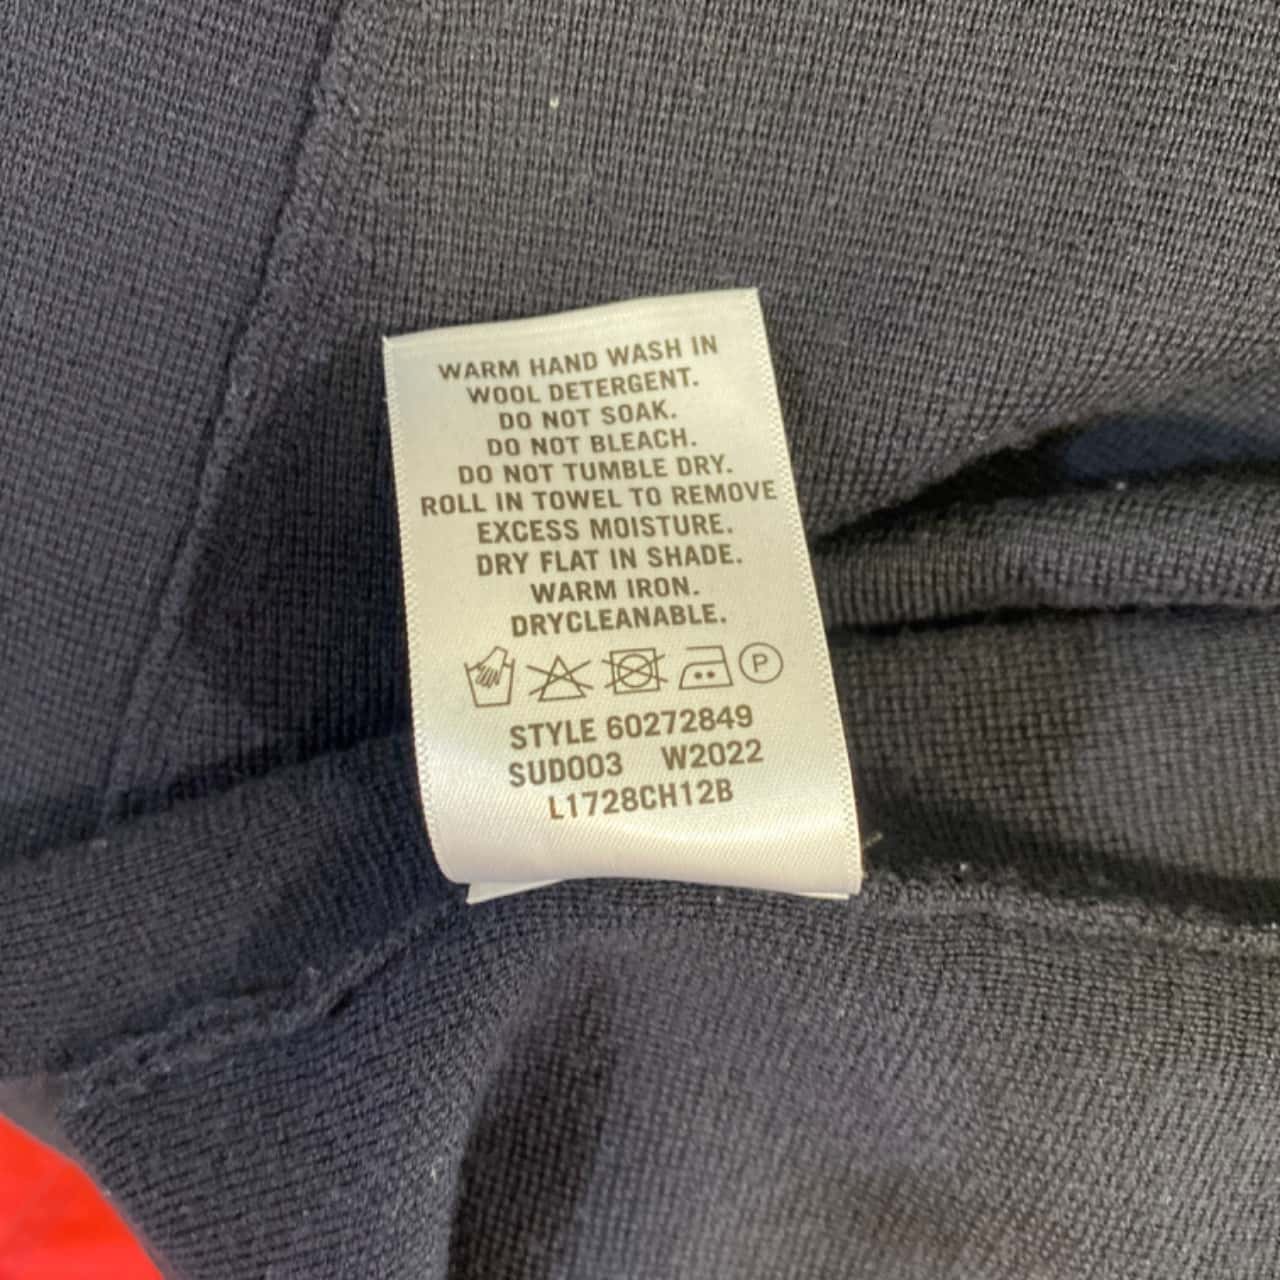 WARM HAND WASH IN
WOOL DETERGENT.
DO NOT SOAK.
DO NOT BLEACH.
DO NOT TUMBLE DRY.
ROLL IN TOWEL TO REMOVE
EXCESS MOISTURE.
DRY FLAT IN SHADE.
WARM IRON.
DRYCLEANABLE.
P
STYLE 60272849
SUD003 W2022
L1728CH12B